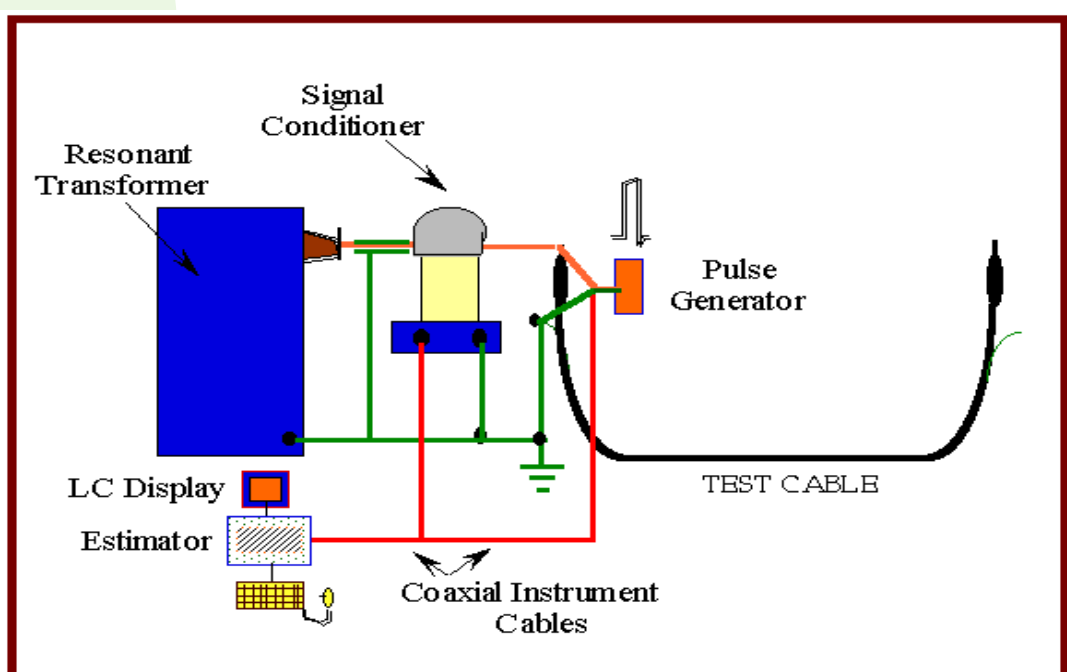 Signal
Conditioner
Resonant
Transformer
Pulse
Generator
LC Display
TEST CABLE
Estimator
Coaxial Instrument
Cables